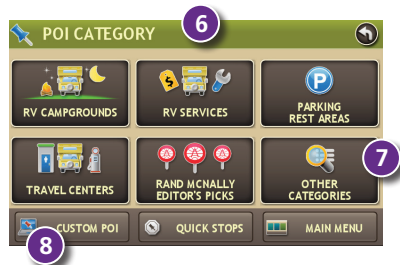 POI CATEGORY
6
RV CAMPGROUNDS
$
RV SERVICES
P
PARKING
REST AREAS
TRAVEL CENTERS
RAND MCNALLY
EDITOR'S PICKS
OTHER
CATEGORIES
7
CUSTOM POI
8
QUICK STOPS
MAIN MENU